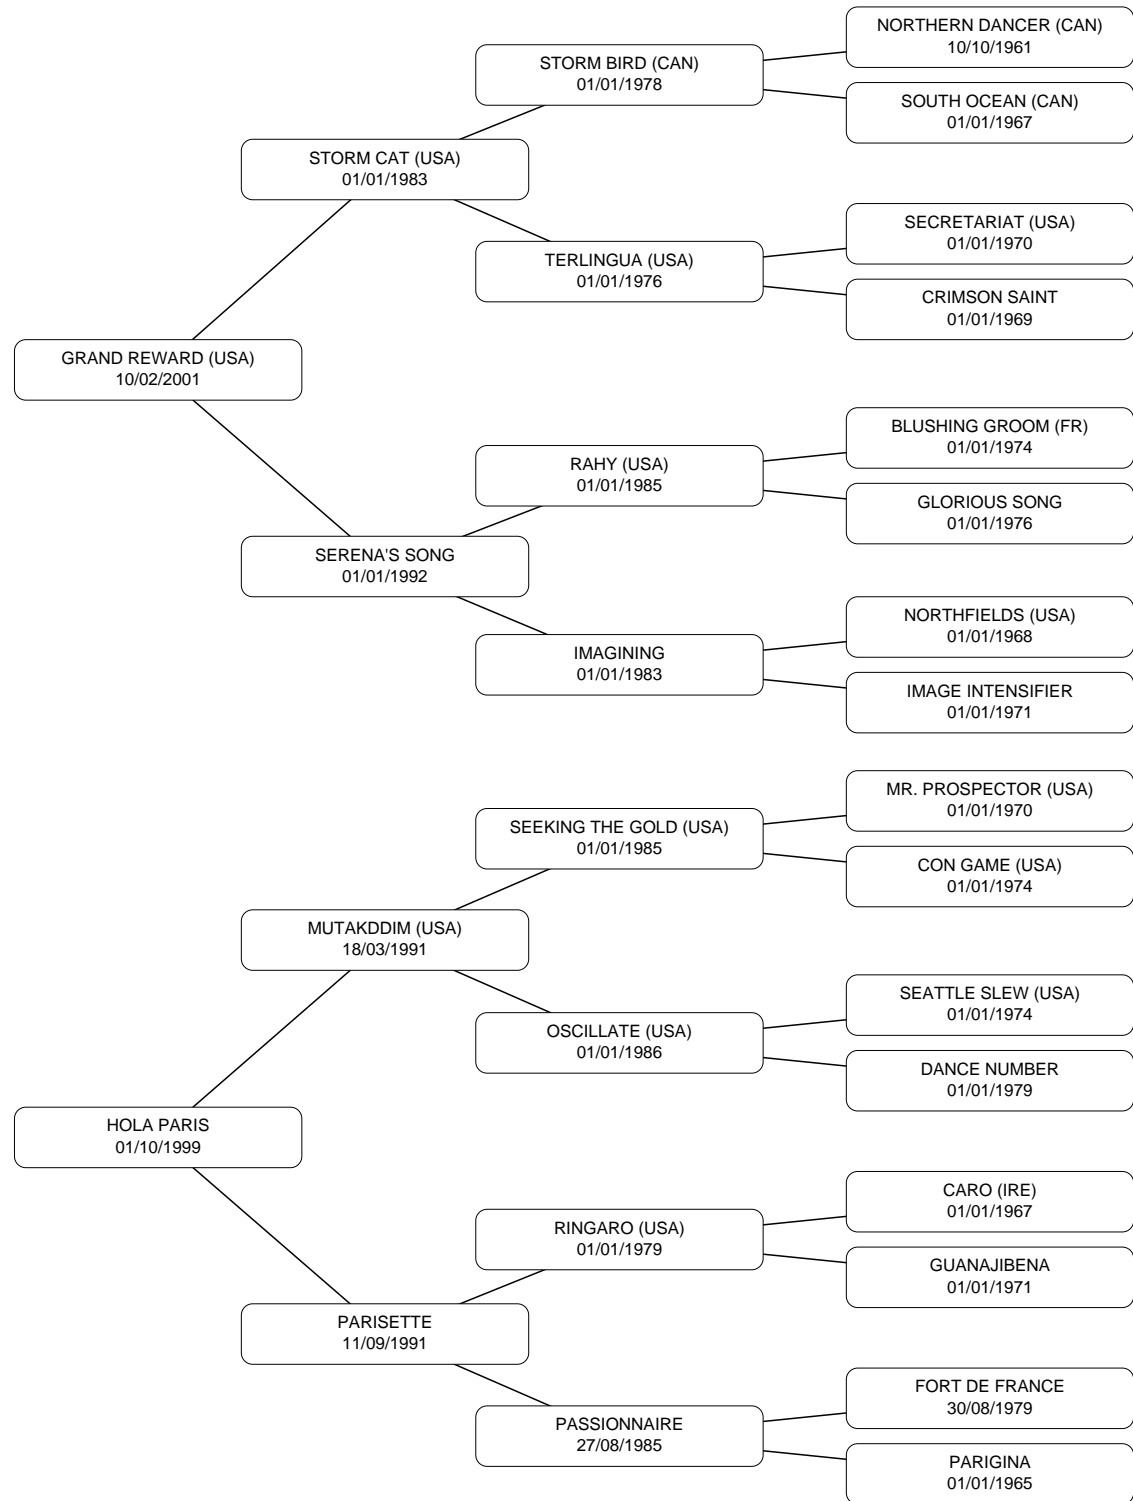 NORTHERN DANCER (CAN)
10/10/1961
STORM BIRD (CAN)
01/01/1978
SOUTH OCEAN (CAN)
01/01/1967
STORM CAT (USA)
01/01/1983
SECRETARIAT (USA)
01/01/1970
TERLINGUA (USA)
01/01/1976
CRIMSON SAINT
01/01/1969
GRAND REWARD (USA)
10/02/2001
BLUSHING GROOM (FR)
01/01/1974
RAHY (USA)
01/01/1985
GLORIOUS SONG
01/01/1976
SERENA'S SONG
01/01/1992
NORTHFIELDS (USA)
01/01/1968
IMAGINING
01/01/1983
IMAGE INTENSIFIER
01/01/1971
MR. PROSPECTOR (USA)
01/01/1970
SEEKING THE GOLD (USA)
01/01/1985
CON GAME (USA)
01/01/1974
MUTAKDDIM (USA)
18/03/1991
SEATTLE SLEW (USA)
01/01/1974
OSCILLATE (USA)
01/01/1986
DANCE NUMBER
01/01/1979
HOLA PARIS
01/10/1999
CARO (IRE)
01/01/1967
RINGARO (USA)
01/01/1979
GUANAJIBENA
01/01/1971
PARISETTE
11/09/1991
FORT DE FRANCE
30/08/1979
PASSIONNAIRE
27/08/1985
PARIGINA
01/01/1965